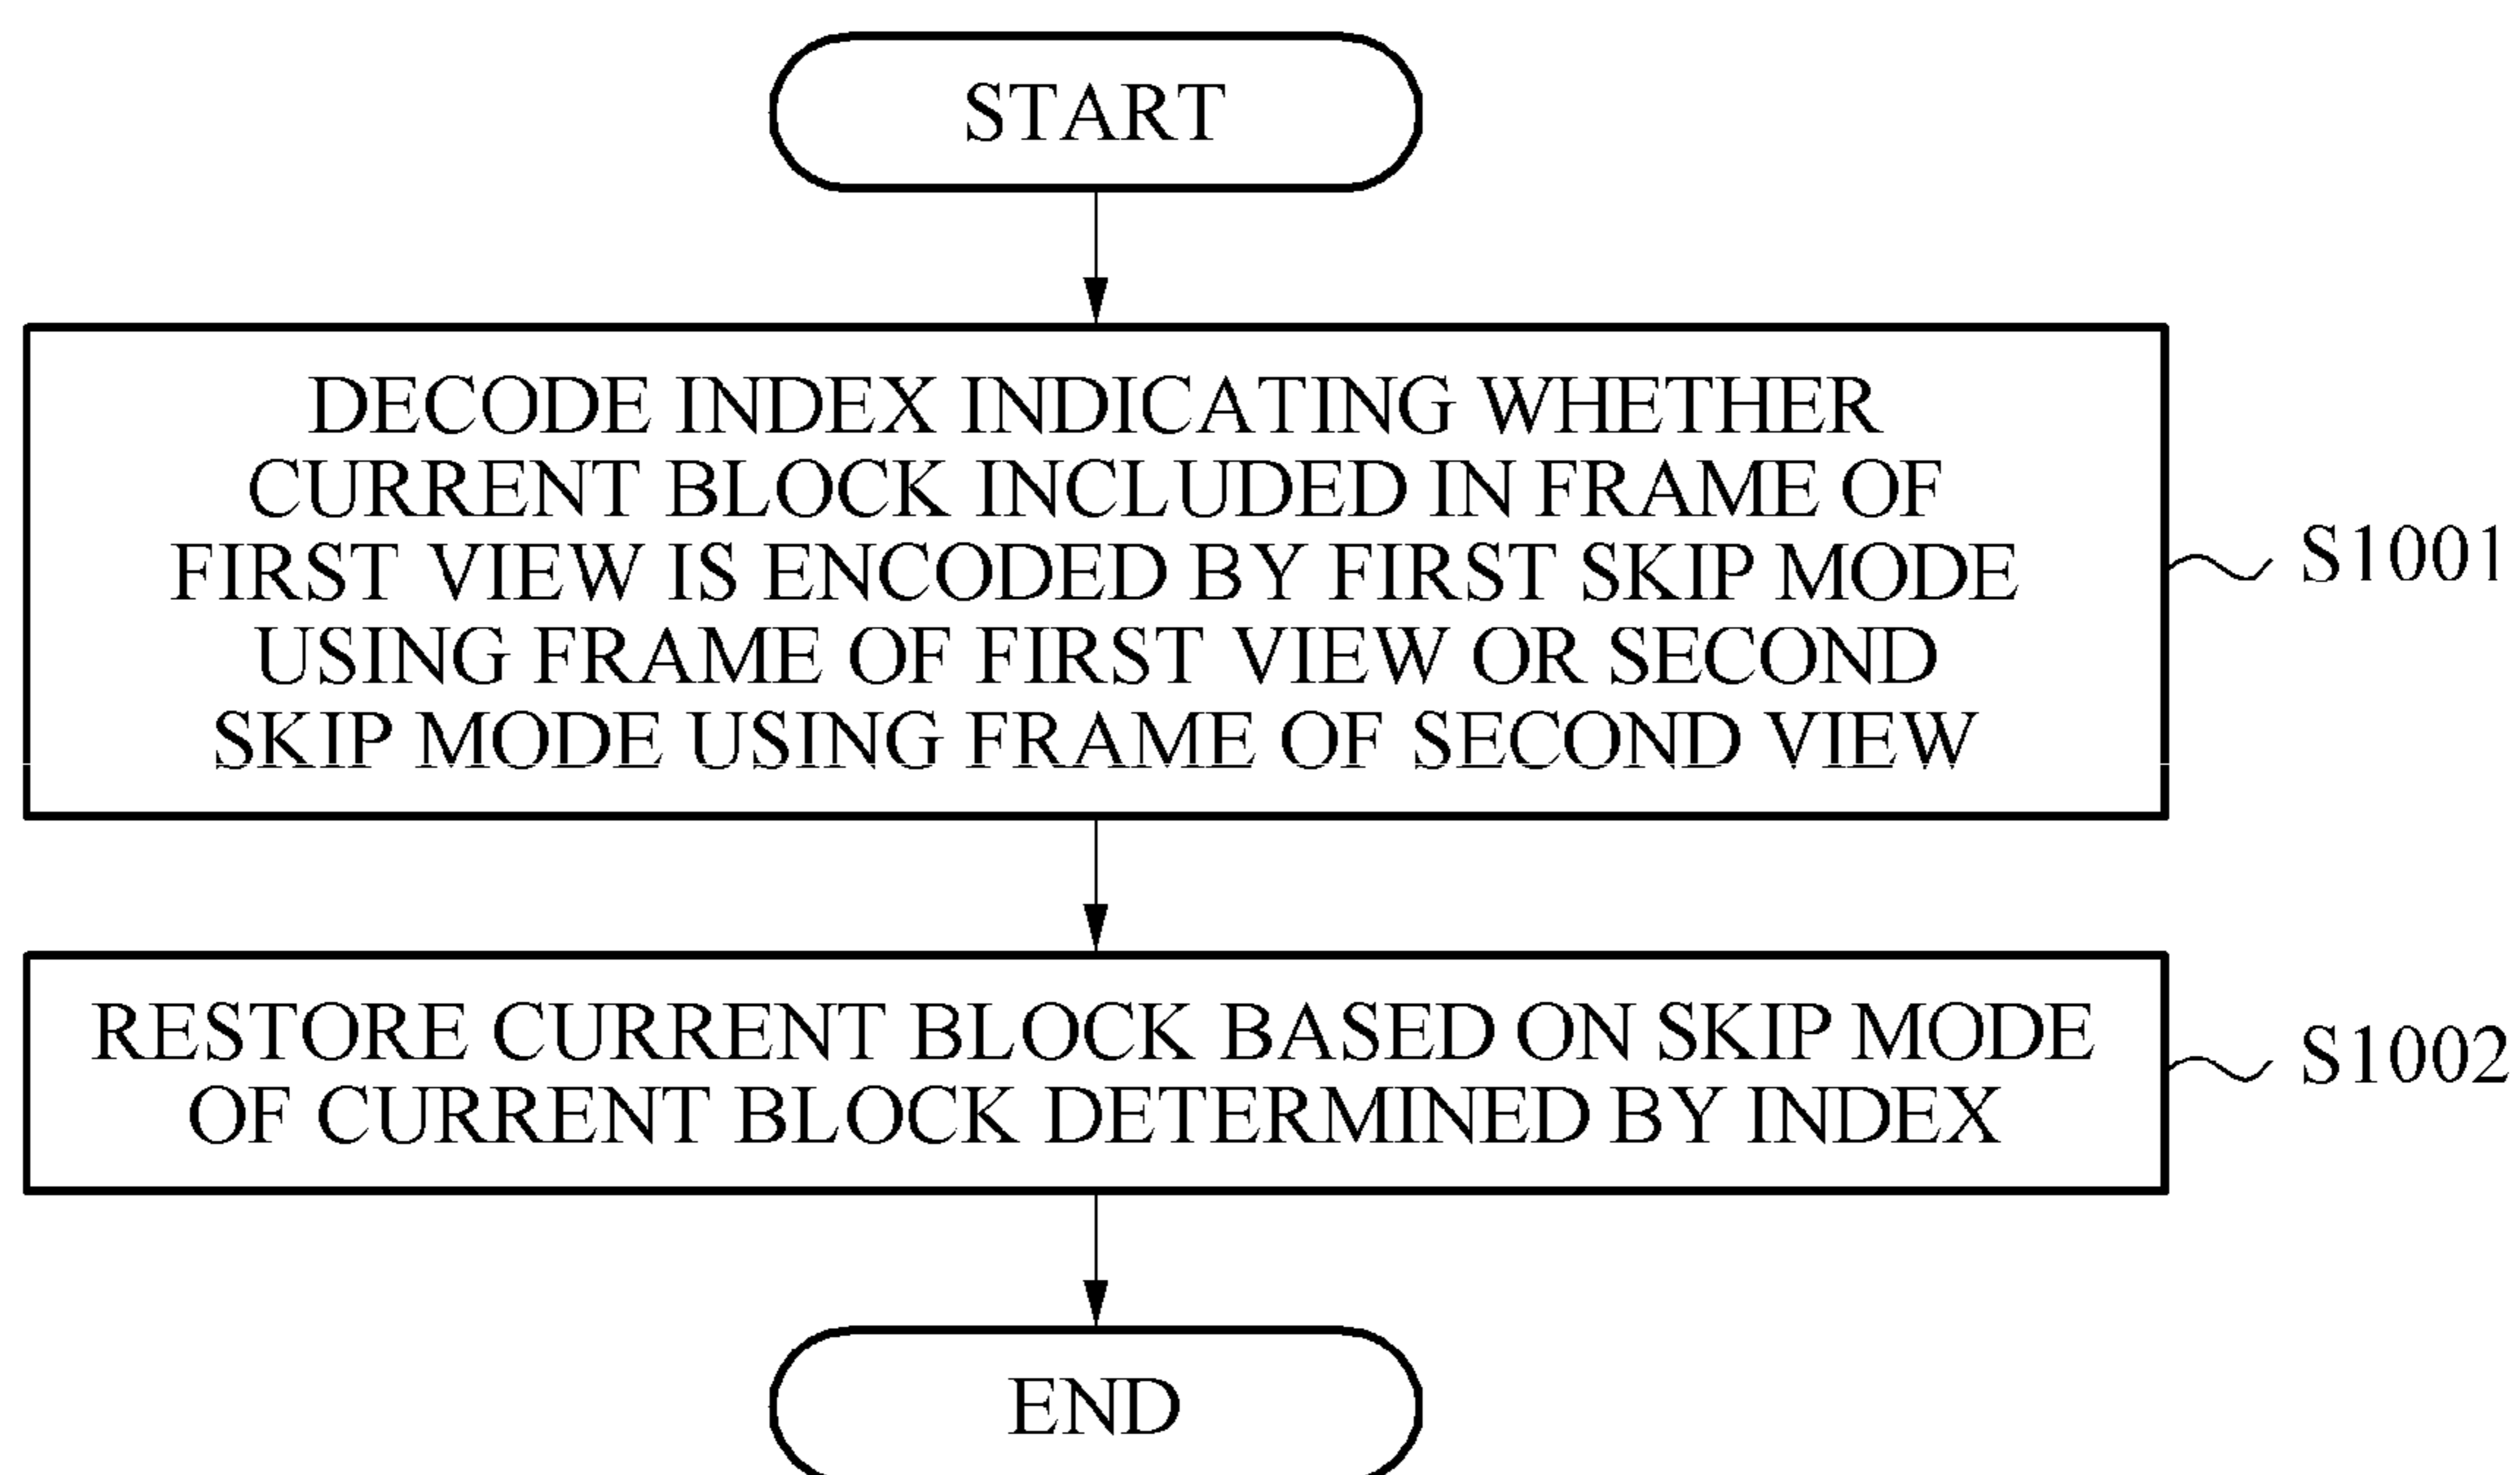 START
DECODE INDEX INDICATING WHETHER
CURRENT BLOCK INCLUDED IN FRAME OF
FIRST VIEW IS ENCODED BY FIRST SKIP MODE
USING FRAME OF FIRST VIEW OR SECOND
SKIP MODE USING FRAME OF SECOND VIEW
S1001
RESTORE CURRENT BLOCK BASED ON SKIP MODE
OF CURRENT BLOCK DETERMINED BY INDEX
S1002
END